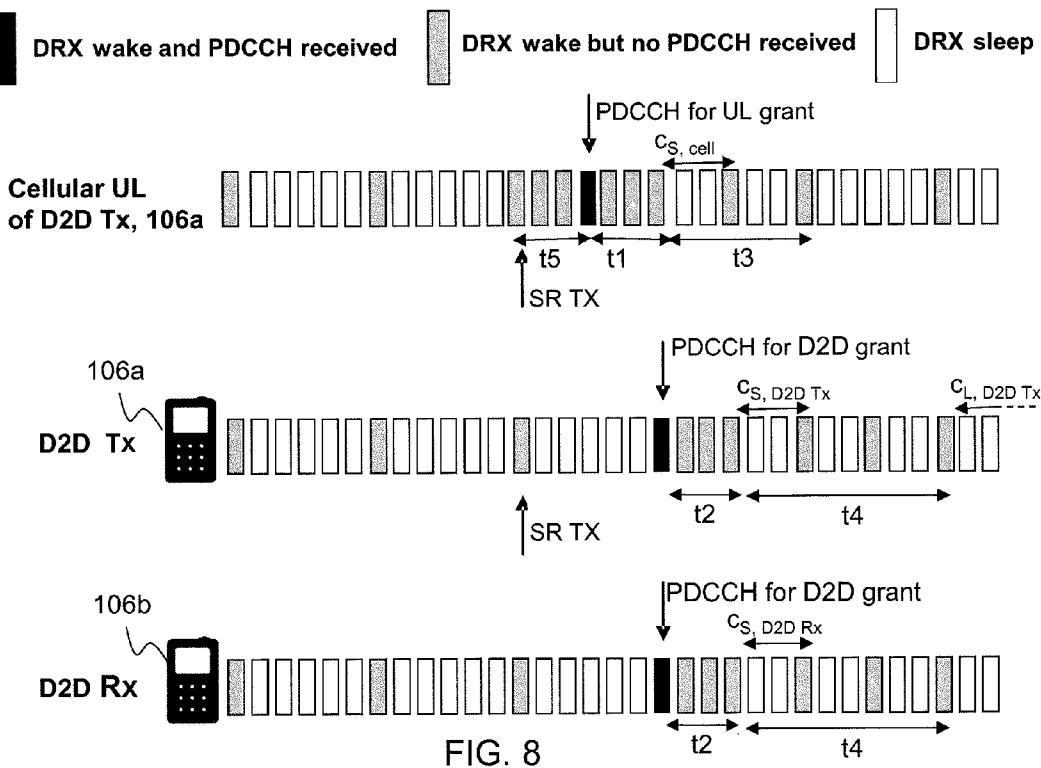 DRX wake and PDCCH received
DRX wake but no PDCCH received
DRX sleep
PDCCH for UL grant
cS, cell
Cellular UL
of D2D Tx, 106a
t5
t1
t3
SR TX
PDCCH for D2D grant
106a
cS, D2D Tx
cL, D2D Tx
D2D Tx
t2
t4
SR TX
PDCCH for D2D grant
106b
cS, D2D Rx
D2D Rx
t2
t4
FIG. 8